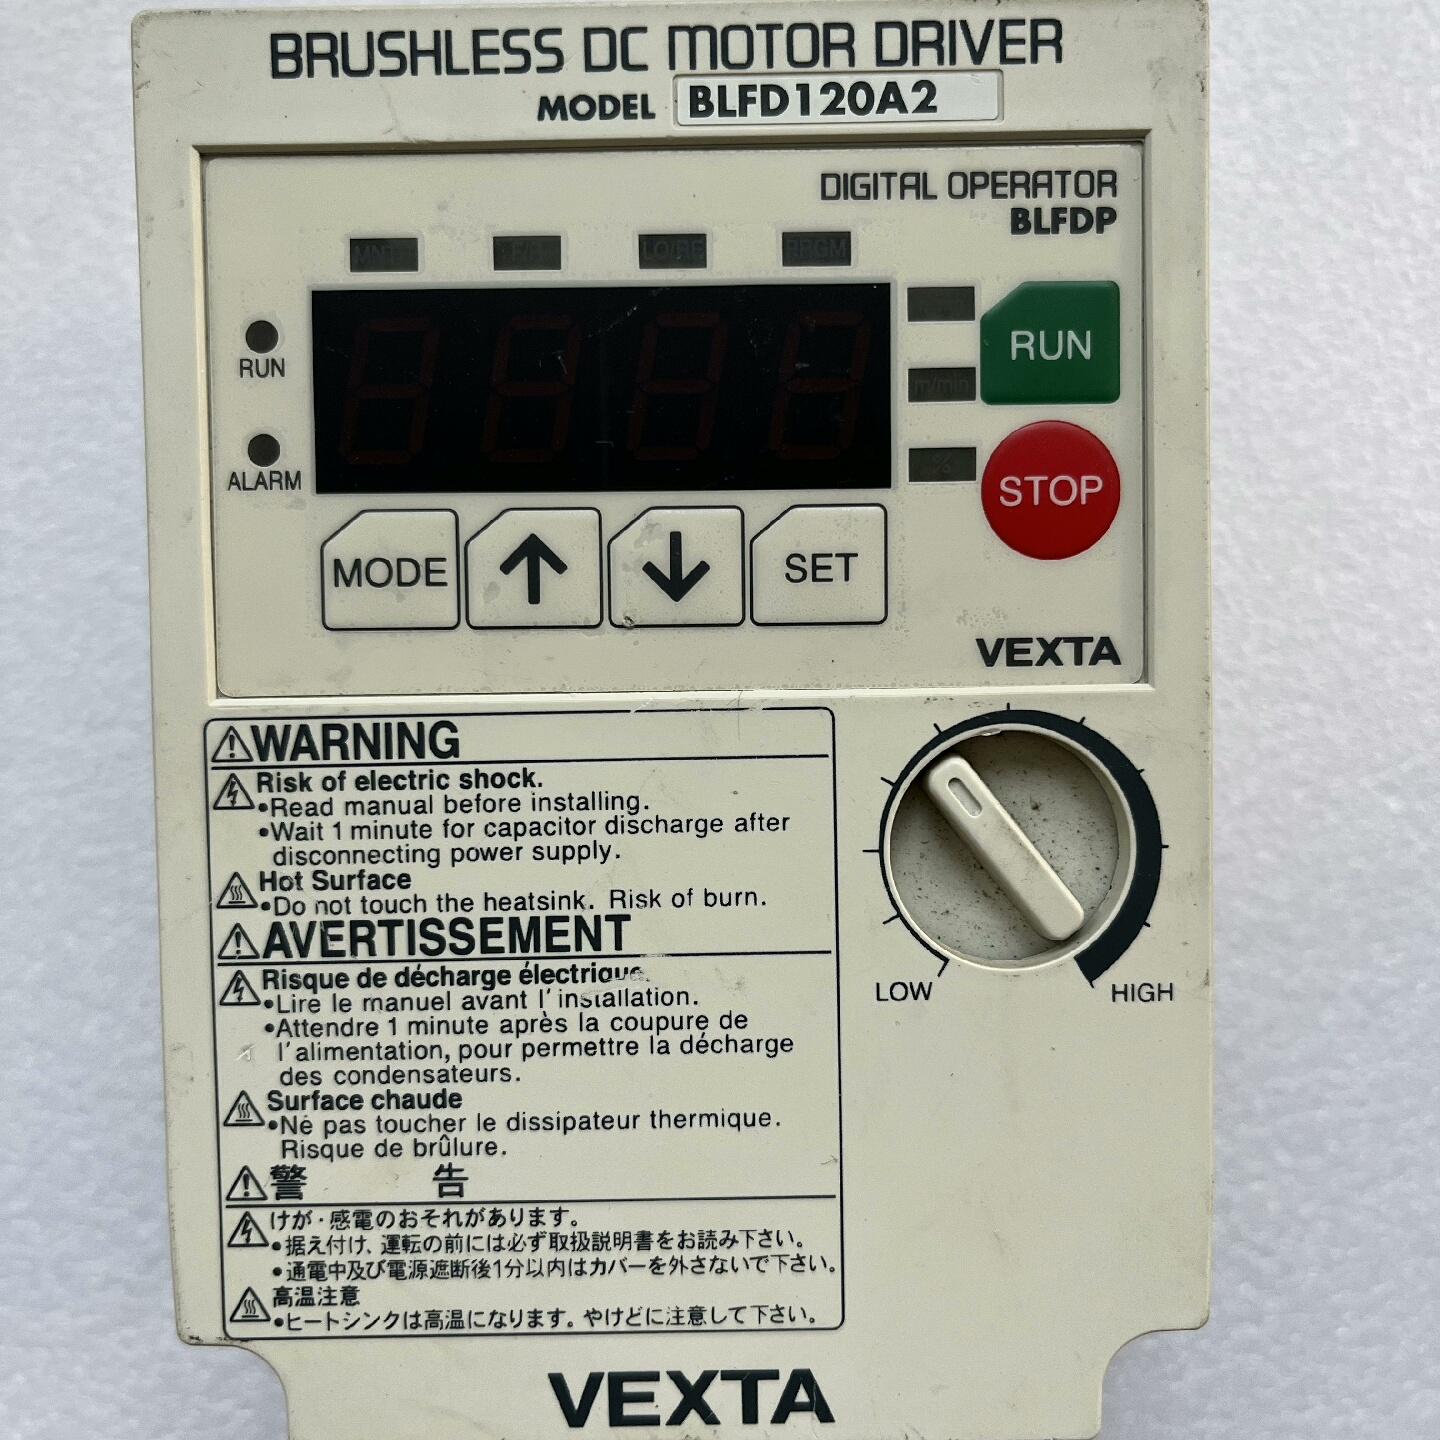 BRUSHLESS DC MOTOR DRIVER
MODEL BLFD120A2
DIGITAL OPERATOR
BLFDP
LO/RE PRGM
RUN
RUN
m/min
ALARM
%
STOP
MODE ↑ ↓ SET
VEXTA
WARNING
Risk of electric shock.
•Read manual before installing.
•Wait 1 minute for capacitor discharge after
disconnecting power supply.
Hot Surface
•Do not touch the heatsink. Risk of burn.
AVERTISSEMENT
Risque de décharge électrique.
•Lire le manuel avant l'installation.
•Attendre 1 minute après la coupure de
l'alimentation, pour permettre la décharge
des condensateurs.
Surface chaude
•Ne pas toucher le dissipateur thermique.
Risque de brûlure.
LOW HIGH
警 告
けが・感電のおそれがあります。
•据え付け、運転の前には必ず取扱説明書をお読み下さい。
•通電中及び電源遮断後1分以内はカバーを外さないで下さい。
高温注意
•ヒートシンクは高温になります。やけどに注意して下さい。
VEXTA